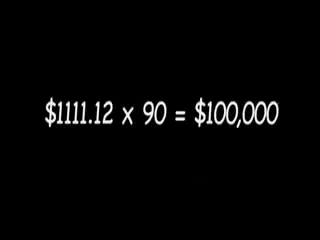 $1111.12 x 90 = $100,000